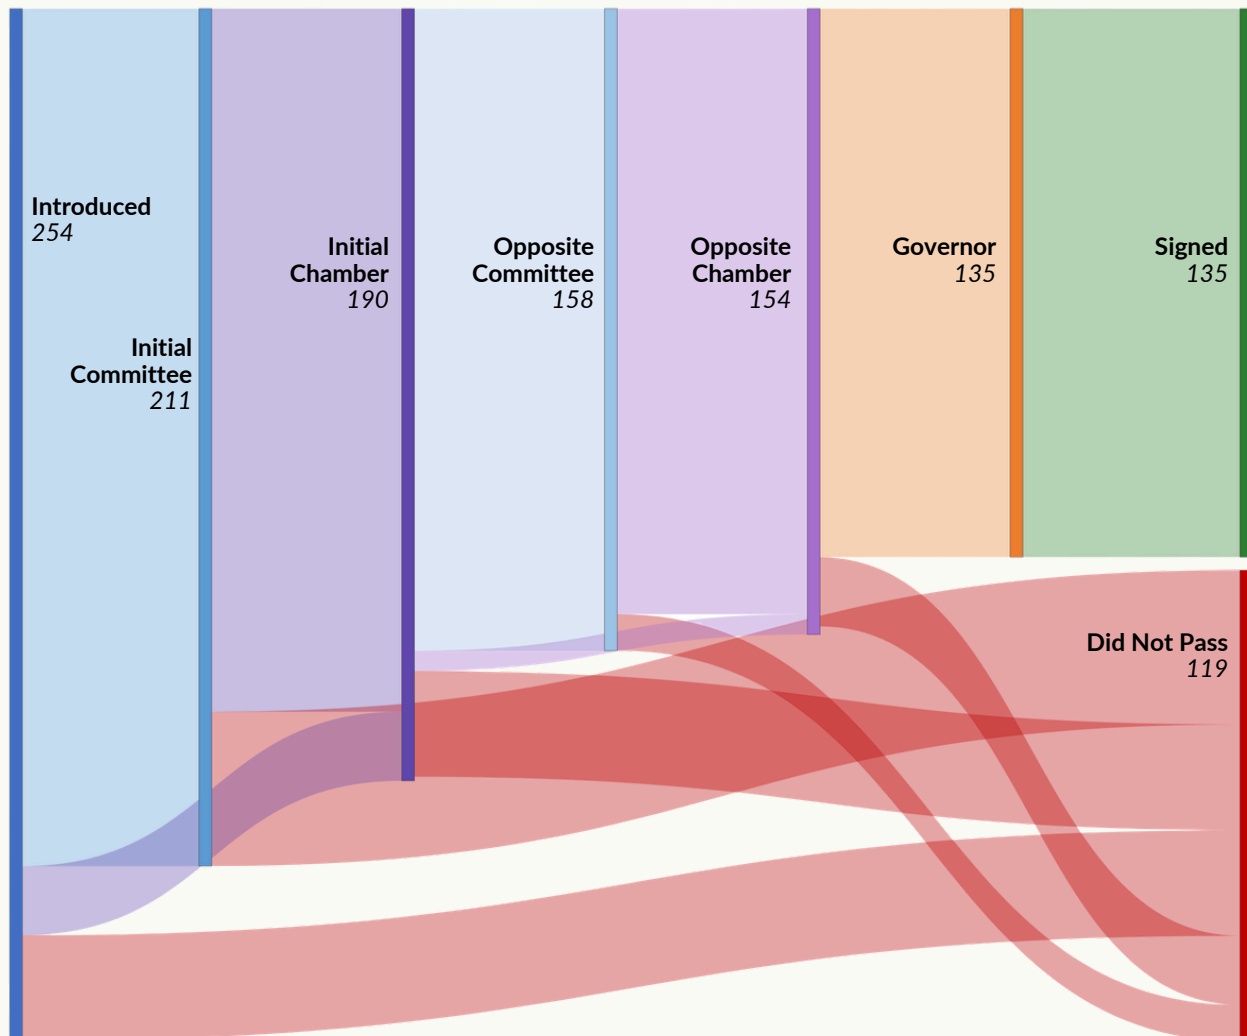 Introduced
254
Initial
Committee
211
Initial
Chamber
190
Opposite
Committee
158
Opposite
Chamber
154
Governor
135
Signed
135
Did Not Pass
119